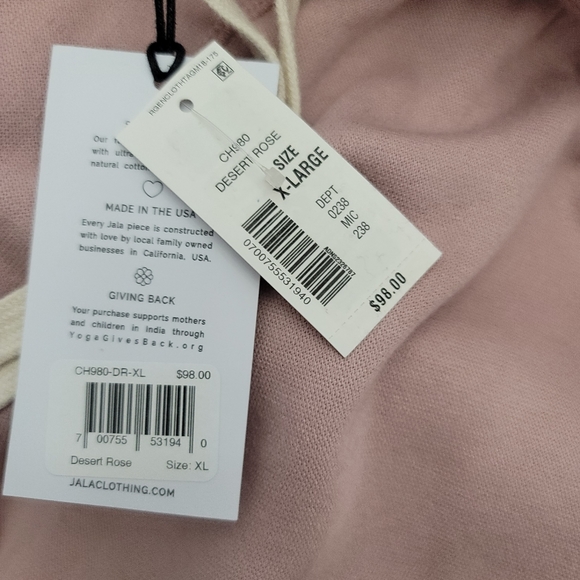 Our
with ultr
natural cotto
MADE IN THE USA
Every Jala piece is constructed
with love by local family owned
businesses in California, USA.
GIVING BACK
Your purchase supports mothers
and children in India through
YogaGivesBack.org
CH980-DR-XL $98.00
7 00755 53194 0
Desert Rose Size: XL
JALACLOTHING.COM
CH980
DESERT ROSE
SIZE
X-LARGE
DEPT
0238
MIC
238
0700755531940
$98.00